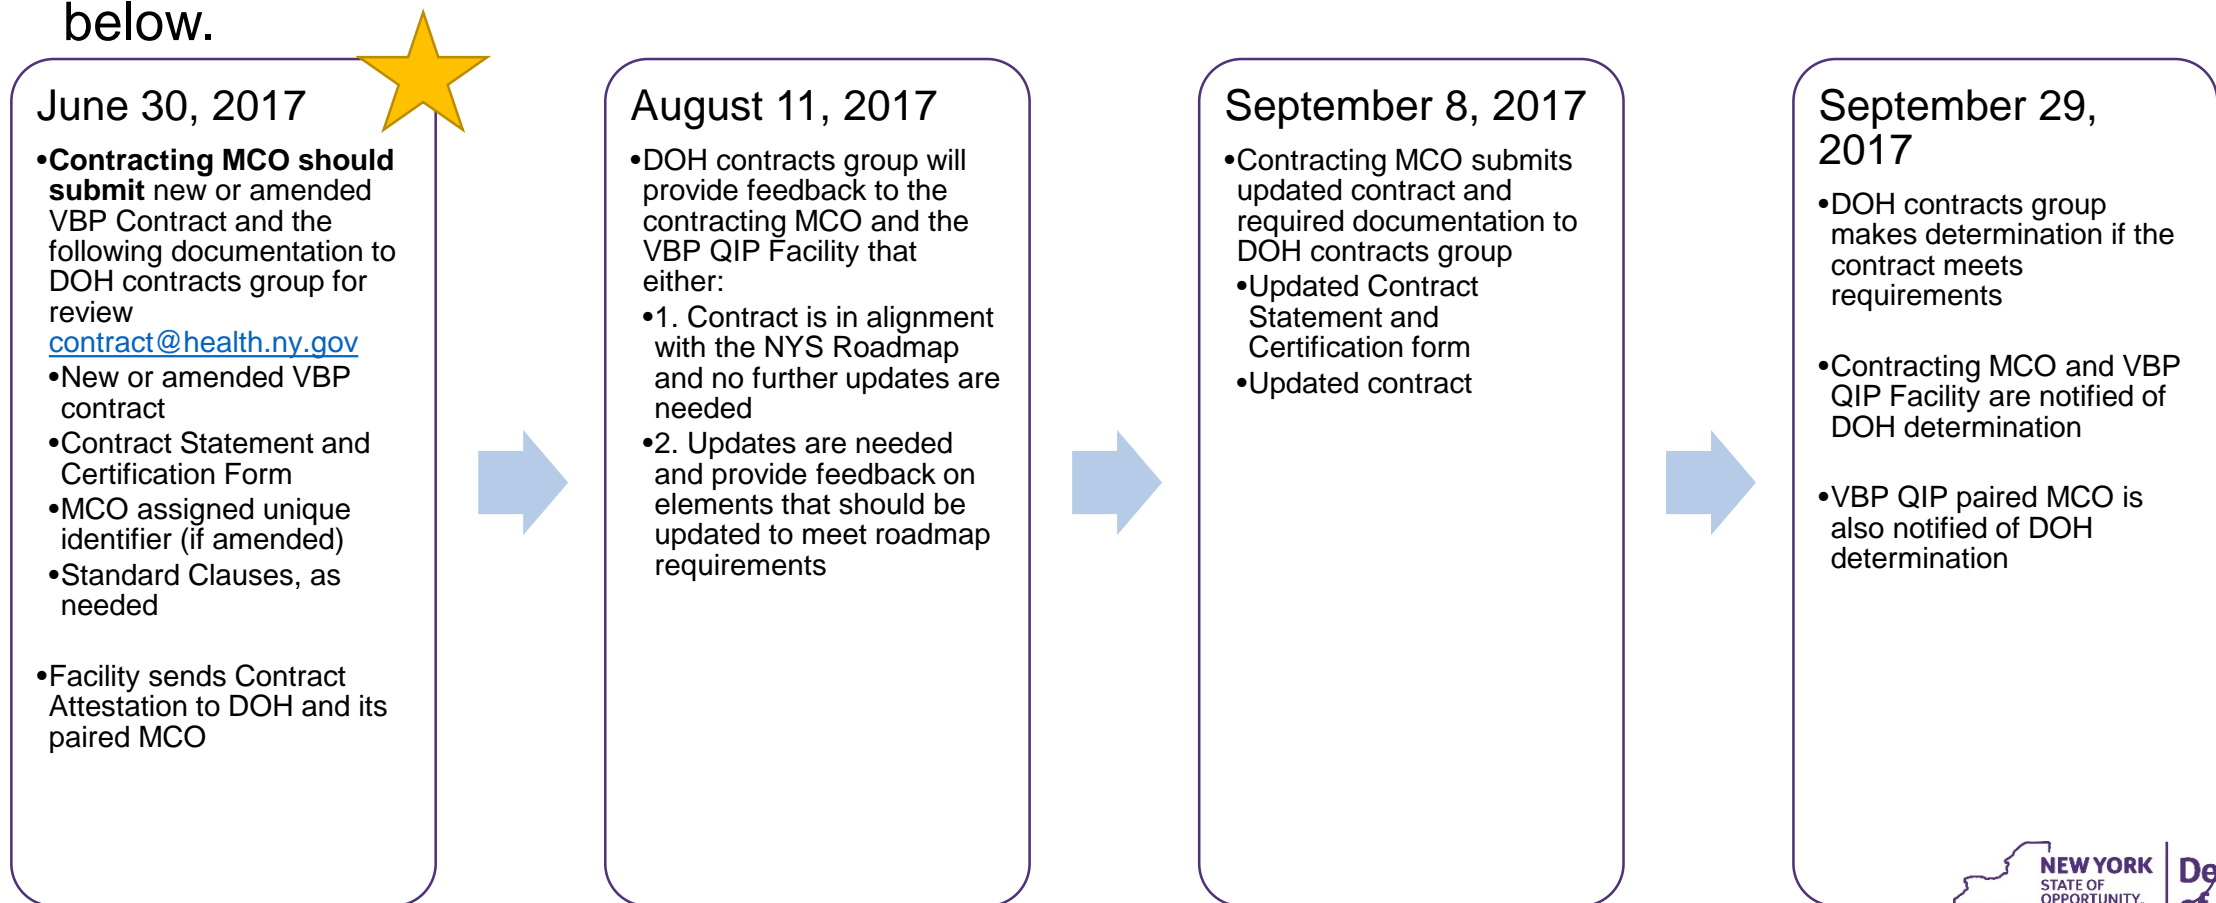 below.
June 30, 2017
•Contracting MCO should
submit new or amended
VBP Contract and the
following documentation to
DOH contracts group for
review
contract@health.ny.gov
•New or amended VBP
contract
•Contract Statement and
Certification Form
•MCO assigned unique
identifier (if amended)
•Standard Clauses, as
needed
•Facility sends Contract
Attestation to DOH and its
paired MCO
August 11, 2017
•DOH contracts group will
provide feedback to the
contracting MCO and the
VBP QIP Facility that
either:
•1. Contract is in alignment
with the NYS Roadmap
and no further updates are
needed
•2. Updates are needed
and provide feedback on
elements that should be
updated to meet roadmap
requirements
September 8, 2017
•Contracting MCO submits
updated contract and
required documentation to
DOH contracts group
•Updated Contract
Statement and
Certification form
•Updated contract
September 29,
2017
•DOH contracts group
makes determination if the
contract meets
requirements
•Contracting MCO and VBP
QIP Facility are notified of
DOH determination
•VBP QIP paired MCO is
also notified of DOH
determination
NEW YORK
STATE OF
OPPORTUNITY.